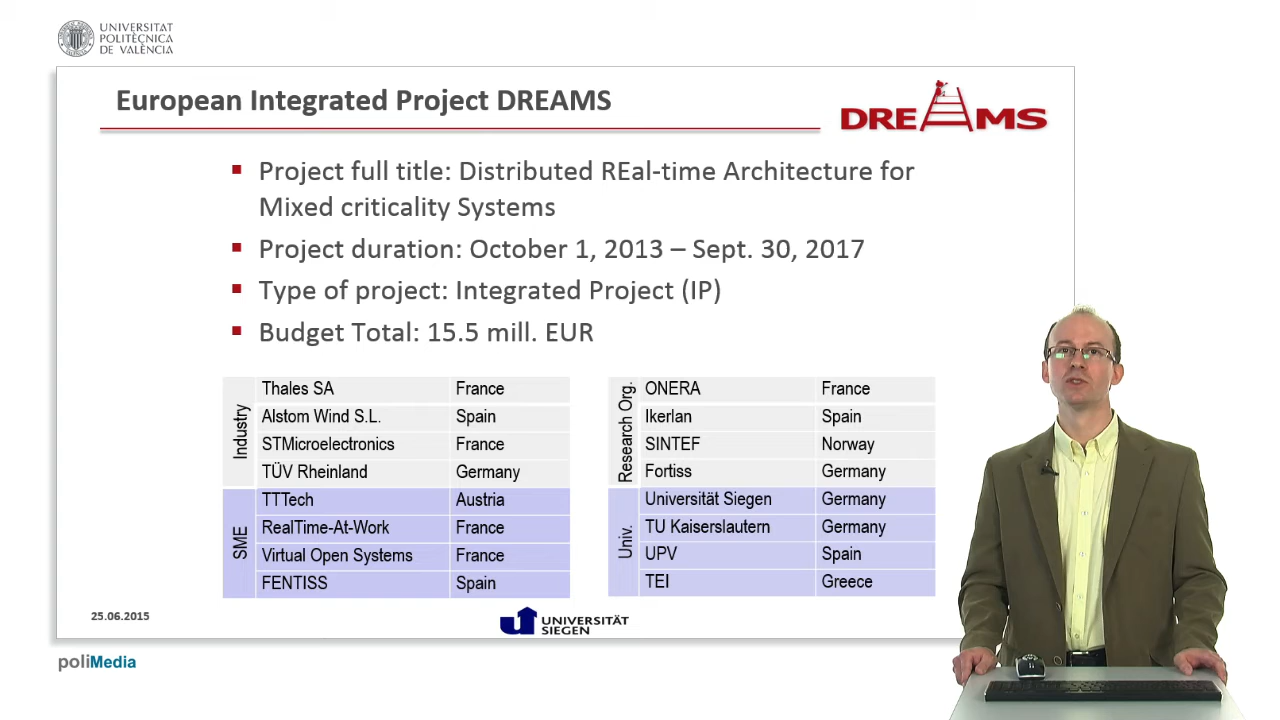 UNIVERSITAT
POLITÈCNICA
DE VALÈNCIA
European Integrated Project DREAMS
DREAMS
Project full title: Distributed REal-time Architecture for
Mixed criticality Systems
Project duration: October 1, 2013 – Sept. 30, 2017
Type of project: Integrated Project (IP)
Budget Total: 15.5 mill. EUR
Industry
Thales SA France
Alstom Wind S.L. Spain
STMicroelectronics France
TÜV Rheinland Germany
SME
TTTech Austria
RealTime-At-Work France
Virtual Open Systems France
FENTISS Spain
Research Org.
ONERA France
Ikerlan Spain
SINTEF Norway
Fortiss Germany
Univ.
Universität Siegen Germany
TU Kaiserslautern Germany
UPV Spain
TEI Greece
25.06.2015
UNIVERSITÄT
SIEGEN
poliMedia